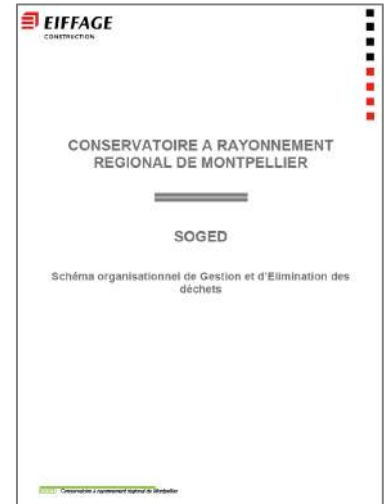 EIFFAGE
CONSTRUCTION
CONSERVATOIRE A RAYONNEMENT
REGIONAL DE MONTPELLIER
SOGED
Schéma organisationnel de Gestion et d'Elimination des
déchets
Conservatoire à rayonnement régional de Montpellier